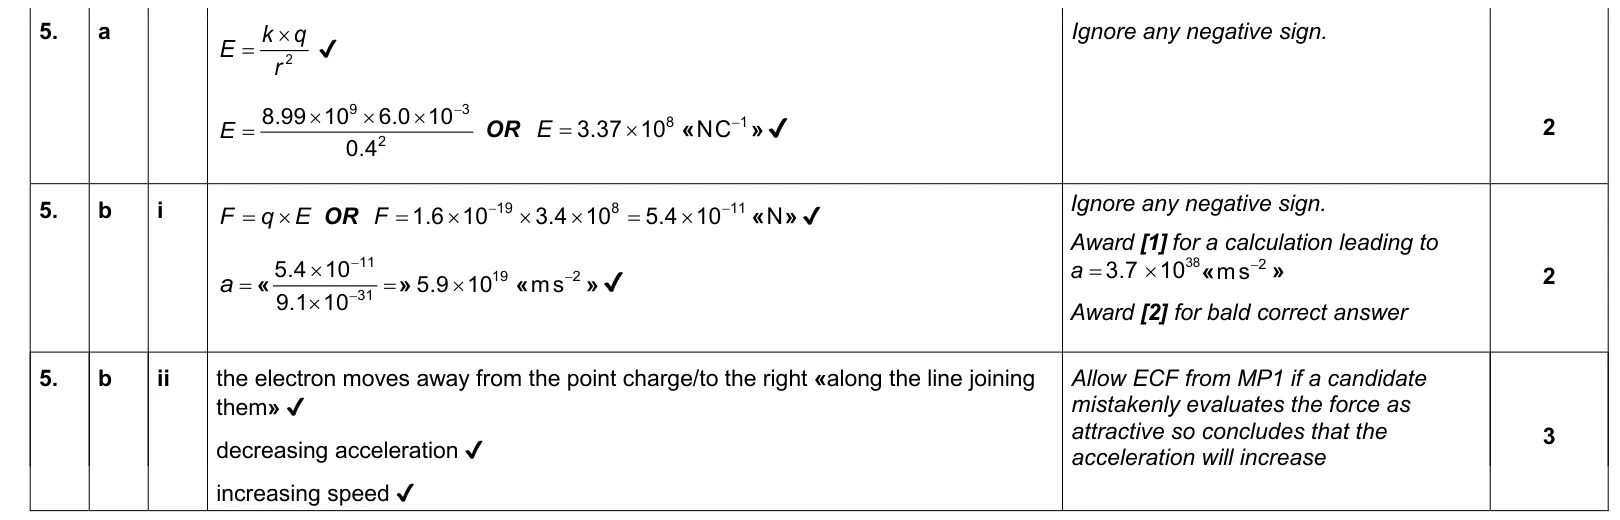 5. a E = k × q / r² ✓ Ignore any negative sign.
E = 8.99 × 10⁹ × 6.0 × 10⁻³ / 0.4² OR E = 3.37 × 10⁸ «N C⁻¹» ✓ 2
5. b i F = q × E OR F = 1.6 × 10⁻¹⁹ × 3.4 × 10⁸ = 5.4 × 10⁻¹¹ «N» ✓ Ignore any negative sign.
Award [1] for a calculation leading to
a = 3.7 × 10³⁸ «m s⁻²»
a = « 5.4 × 10⁻¹¹ / 9.1 × 10⁻³¹ = » 5.9 × 10¹⁹ «m s⁻²» ✓ 2
Award [2] for bald correct answer
5. b ii the electron moves away from the point charge/to the right «along the line joining
them» ✓
decreasing acceleration ✓
increasing speed ✓
Allow ECF from MP1 if a candidate
mistakenly evaluates the force as
attractive so concludes that the
acceleration will increase
3